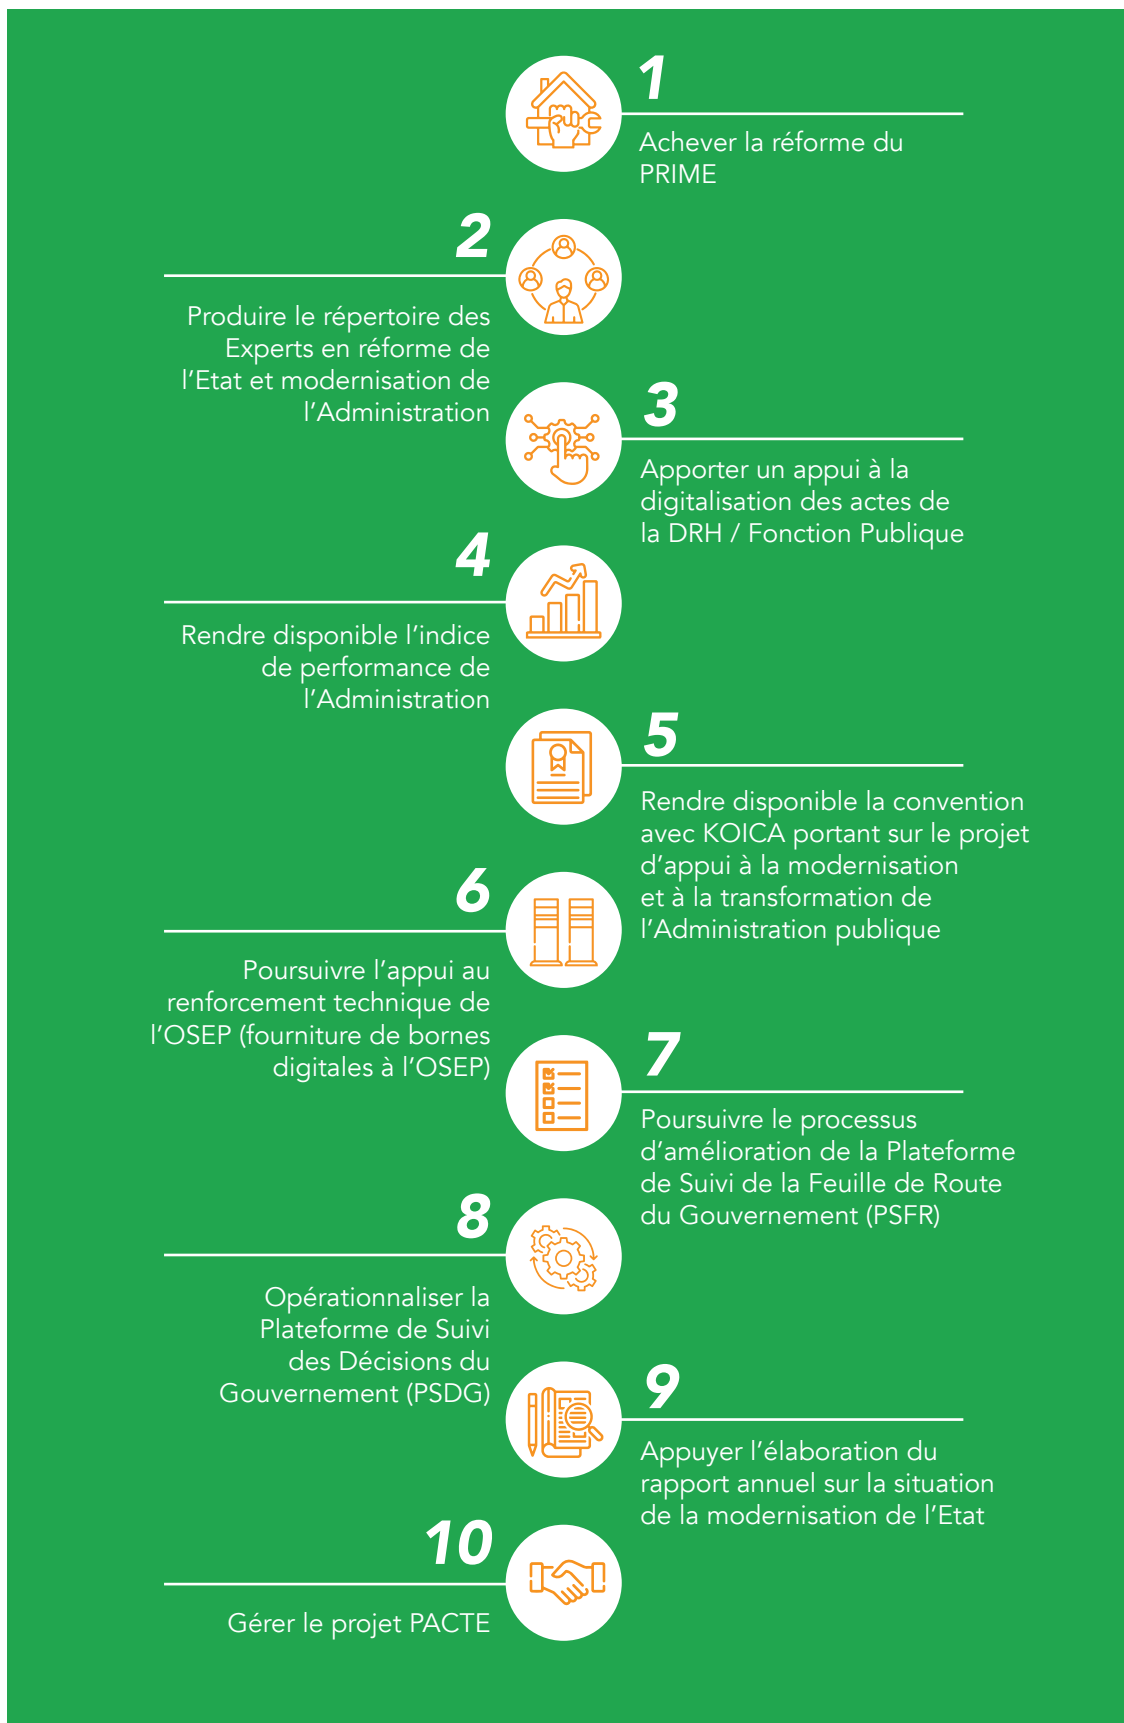 1
Achever la réforme du
PRIME
2
Produire le répertoire des
Experts en réforme de
l'Etat et modernisation de
l'Administration
3
Apporter un appui à la
digitalisation des actes de
la DRH / Fonction Publique
4
Rendre disponible l'indice
de performance de
l'Administration
5
Rendre disponible la convention
avec KOICA portant sur le projet
d'appui à la modernisation
et à la transformation de
l'Administration publique
6
Poursuivre l'appui au
renforcement technique de
l'OSEP (fourniture de bornes
digitales à l'OSEP)
7
Poursuivre le processus
d'amélioration de la Plateforme
de Suivi de la Feuille de Route
du Gouvernement (PSFR)
8
Opérationnaliser la
Plateforme de Suivi
des Décisions du
Gouvernement (PSDG)
9
Appuyer l'élaboration du
rapport annuel sur la situation
de la modernisation de l'Etat
10
Gérer le projet PACTE